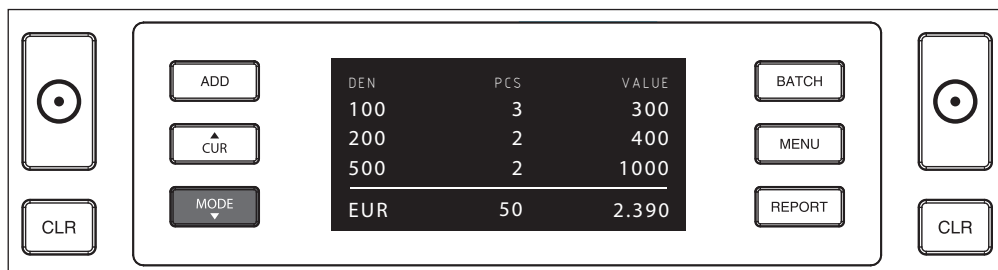 ADD
CUR
MODE
CLR
DEN PCS VALUE
100 3 300
200 2 400
500 2 1000
EUR 50 2.390
BATCH
MENU
REPORT
CLR